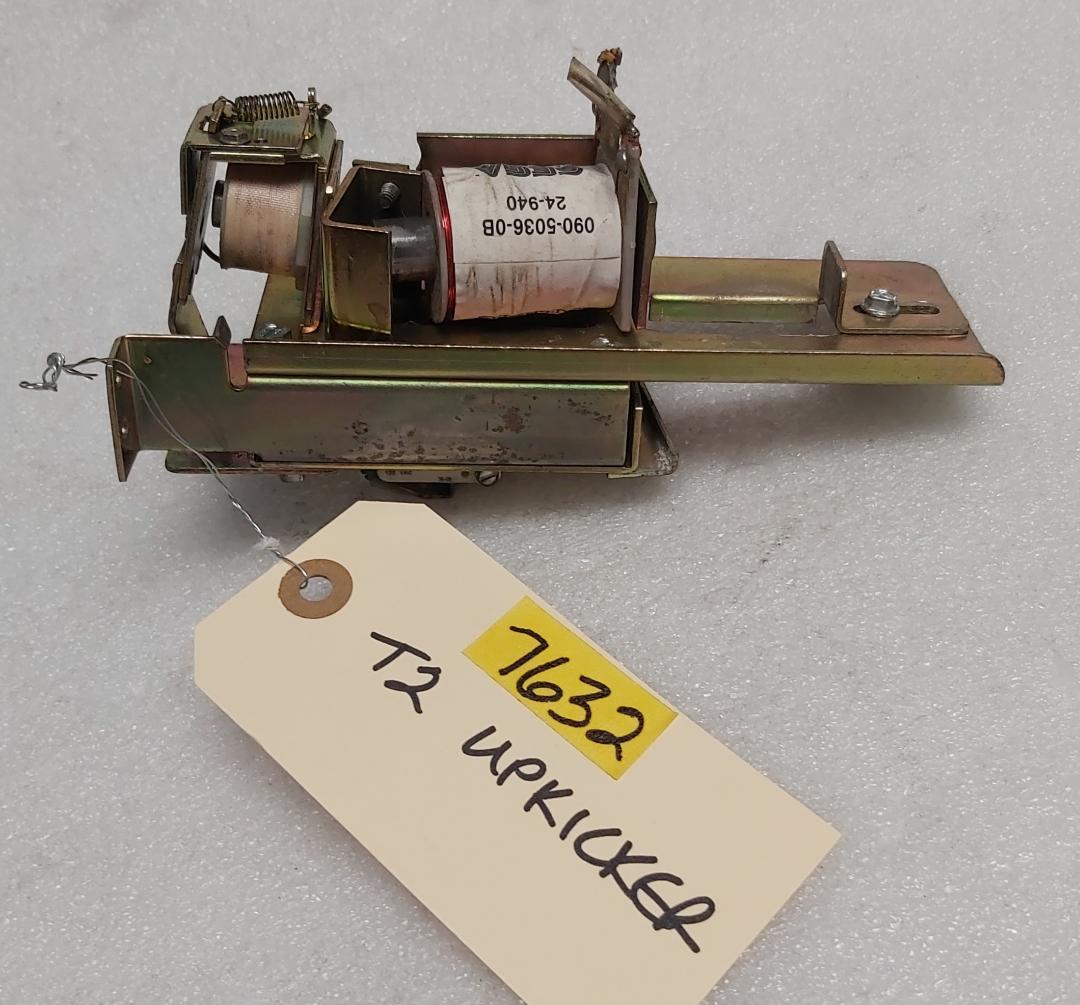 SEGA
24-940
090-5036-0B
7632
T2
UPKICKER